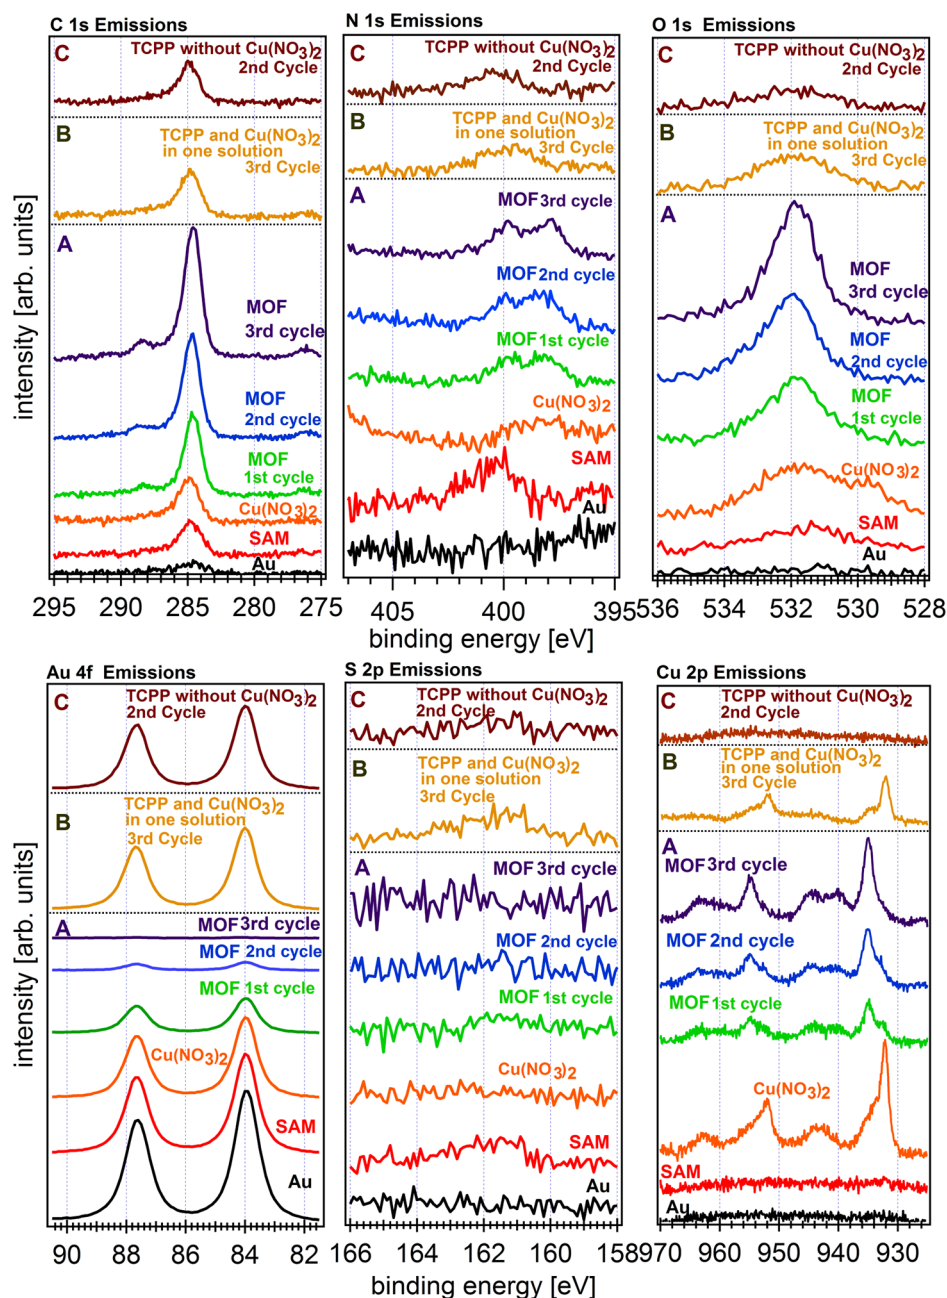 C 1s Emissions
N 1s Emissions
O 1s Emissions
intensity [arb. units]
C
TCPP without Cu(NO3)2
2nd Cycle
B
TCPP and Cu(NO3)2
in one solution
3rd Cycle
A
MOF
3rd cycle
MOF
2nd cycle
MOF
1st cycle
Cu(NO3)2
SAM
Au
295 290 285 280 275
C
TCPP without Cu(NO3)2
2nd Cycle
B
TCPP and Cu(NO3)2
in one solution
3rd Cycle
A
MOF 3rd cycle
MOF 2nd cycle
MOF 1st cycle
Cu(NO3)2
SAM
Au
405 400 395
C
TCPP without Cu(NO3)2
2nd Cycle
B
TCPP and Cu(NO3)2
in one solution
3rd Cycle
A
MOF
3rd cycle
MOF
2nd cycle
MOF
1st cycle
Cu(NO3)2
SAM
Au
536 534 532 530 528
binding energy [eV]
Au 4f Emissions
S 2p Emissions
Cu 2p Emissions
intensity [arb. units]
C
TCPP without Cu(NO3)2
2nd Cycle
B
TCPP and Cu(NO3)2
in one solution
3rd Cycle
A
MOF 3rd cycle
MOF 2nd cycle
MOF 1st cycle
Cu(NO3)2
SAM
Au
90 88 86 84 82
C
TCPP without Cu(NO3)2
2nd Cycle
B
TCPP and Cu(NO3)2
in one solution
3rd Cycle
A
MOF 3rd cycle
MOF 2nd cycle
MOF 1st cycle
Cu(NO3)2
SAM
Au
166 164 162 160 158
C
TCPP without Cu(NO3)2
2nd Cycle
B
TCPP and Cu(NO3)2
in one solution
3rd Cycle
A
MOF 3rd cycle
MOF 2nd cycle
MOF 1st cycle
Cu(NO3)2
SAM
Au
970 960 950 940 930
binding energy [eV]